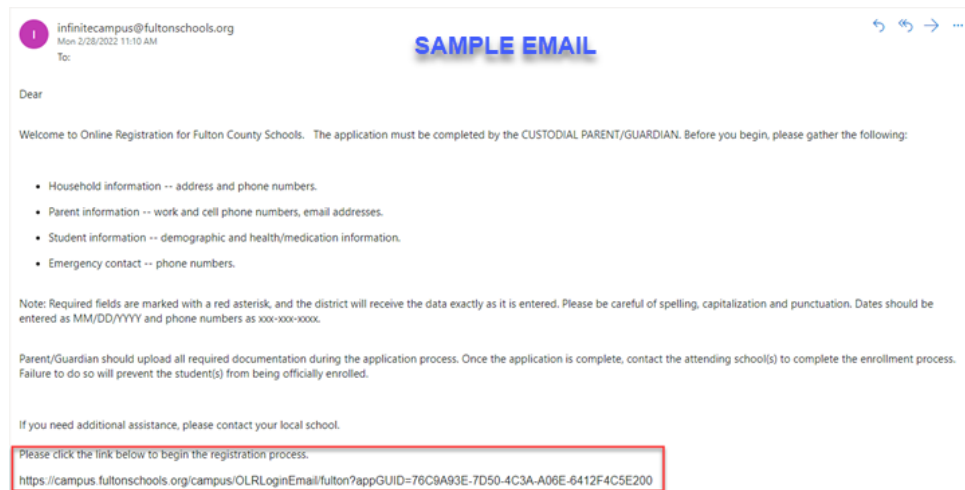 I
infinitecampus@fultonschools.org
Mon 2/28/2022 11:10 AM
To:
SAMPLE EMAIL
Dear
Welcome to Online Registration for Fulton County Schools. The application must be completed by the CUSTODIAL PARENT/GUARDIAN. Before you begin, please gather the following:
• Household information -- address and phone numbers.
• Parent information -- work and cell phone numbers, email addresses.
• Student information -- demographic and health/medication information.
• Emergency contact -- phone numbers.
Note: Required fields are marked with a red asterisk, and the district will receive the data exactly as it is entered. Please be careful of spelling, capitalization and punctuation. Dates should be
entered as MM/DD/YYYY and phone numbers as xxx-xxx-xxxx.
Parent/Guardian should upload all required documentation during the application process. Once the application is complete, contact the attending school(s) to complete the enrollment process.
Failure to do so will prevent the student(s) from being officially enrolled.
If you need additional assistance, please contact your local school.
Please click the link below to begin the registration process.
https://campus.fultonschools.org/campus/OLRLoginEmail/fulton?appGUID=76C9A93E-7D50-4C3A-A06E-6412F4C5E200